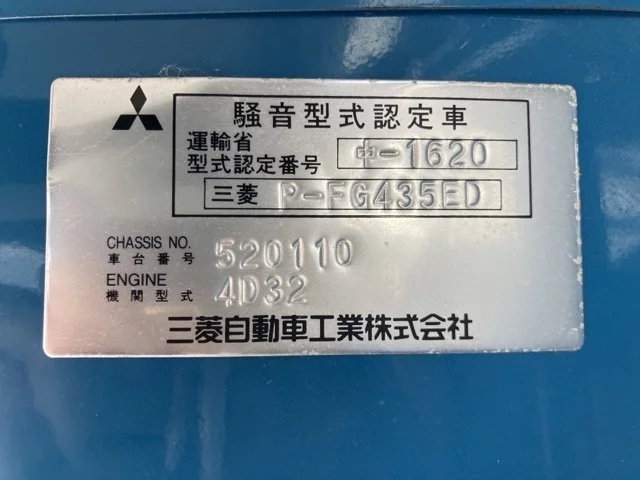 騒音型式認定車
運輸省
型式認定番号 中-1620
三菱 P-FG435ED
CHASSIS NO.
車台番号 520110
ENGINE
機関型式 4D32
三菱自動車工業株式会社